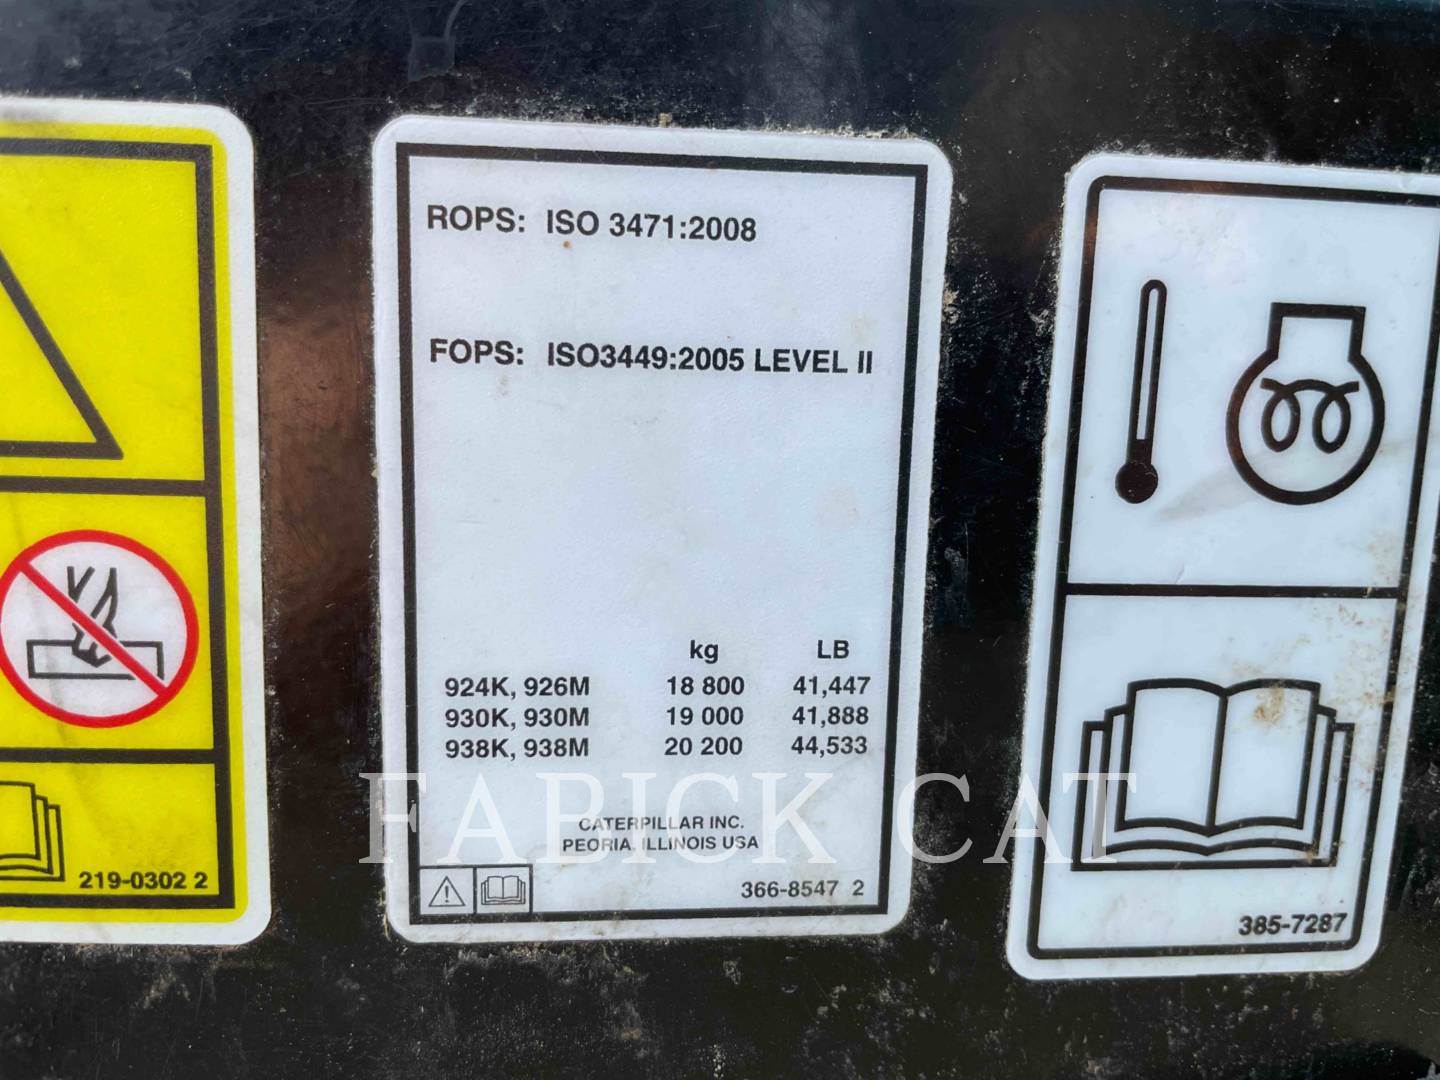 219-0302 2
ROPS: ISO 3471:2008
FOPS: ISO3449:2005 LEVEL II
kg LB
924K, 926M 18 800 41,447
930K, 930M 19 000 41,888
938K, 938M 20 200 44,533
FABICK CAT
CATERPILLAR INC.
PEORIA, ILLINOIS USA
366-8547 2
385-7287